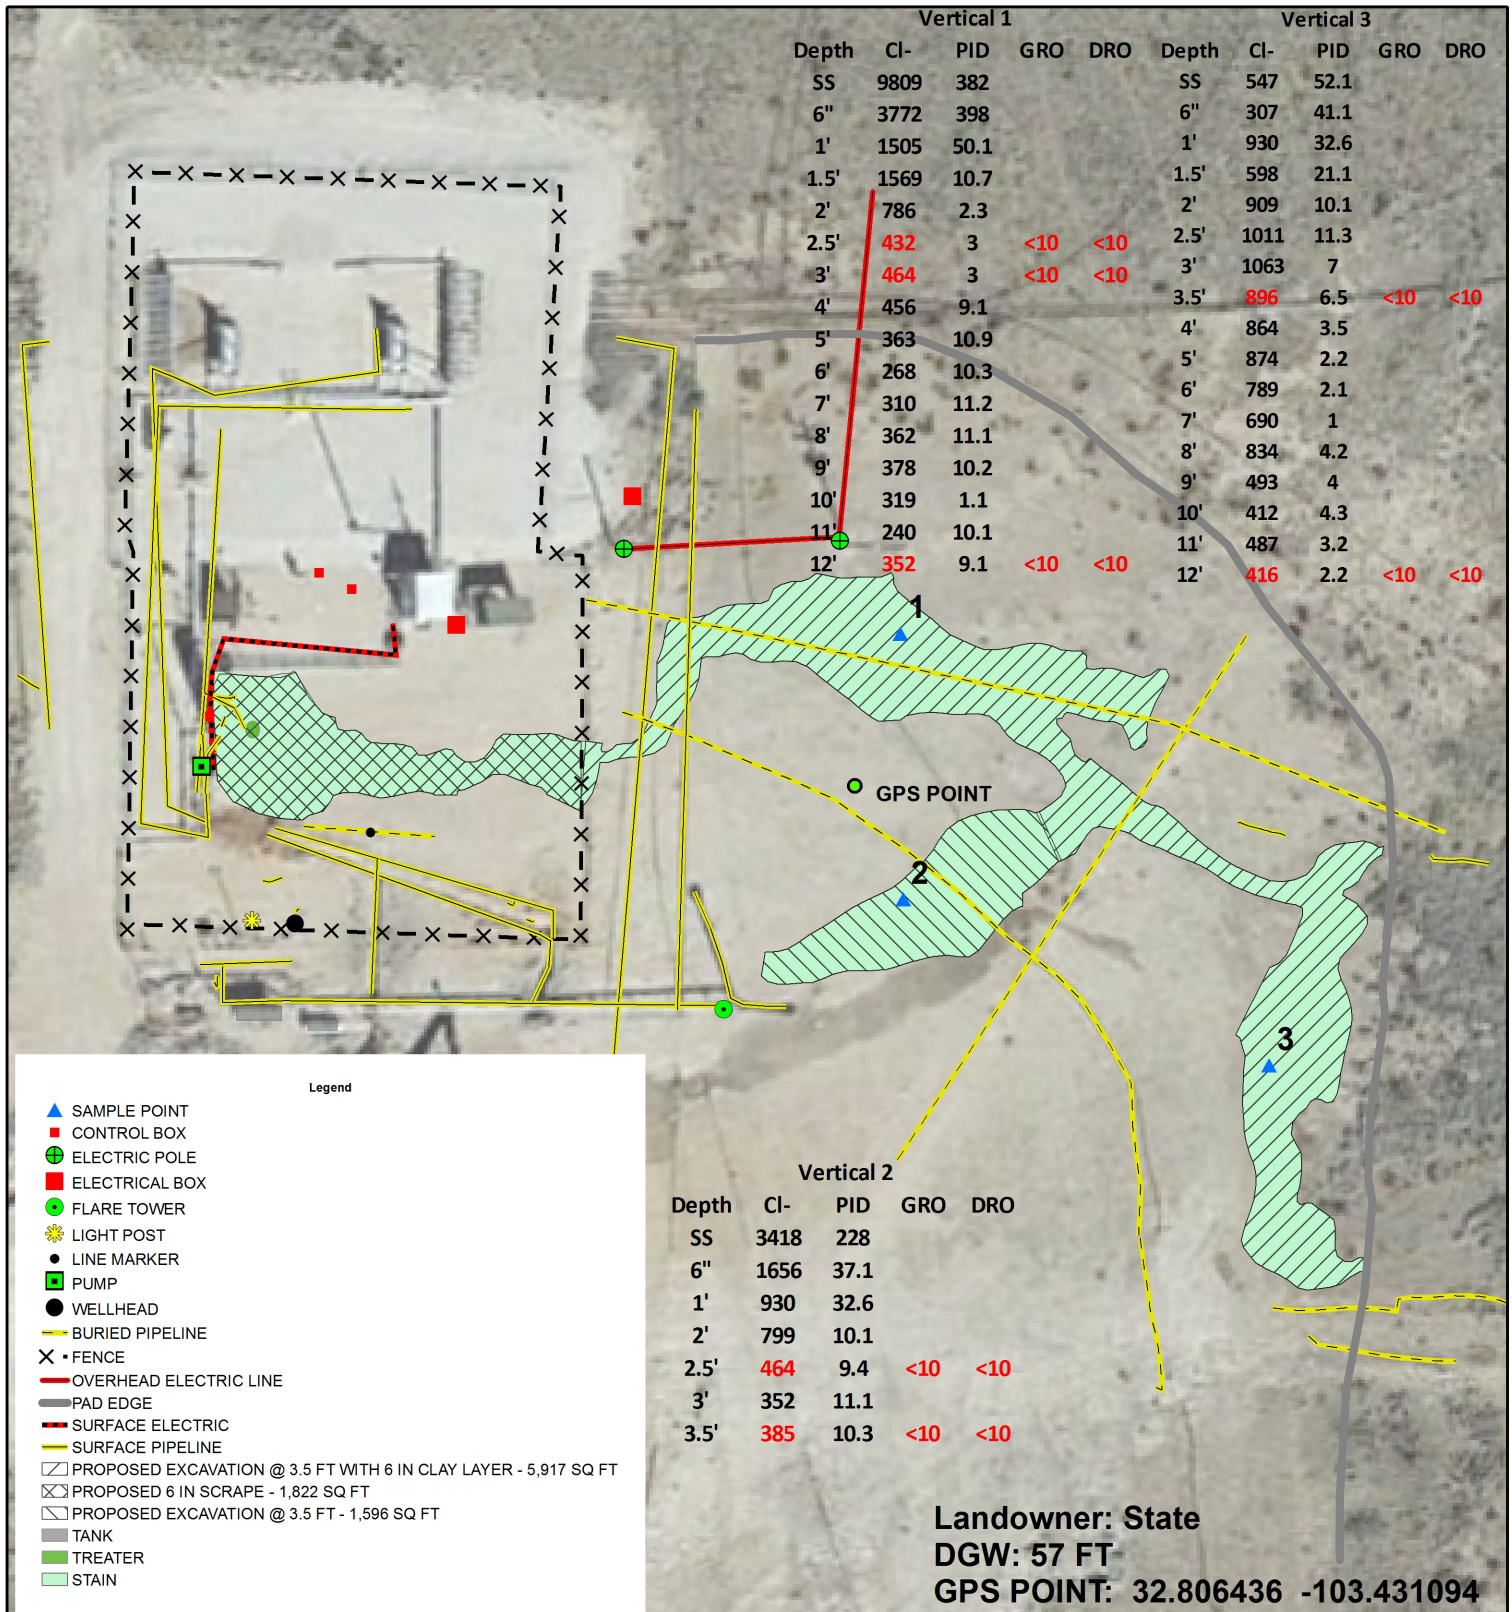 Vertical 1
Depth Cl- PID GRO DRO
SS 9809 382
6" 3772 398
1' 1505 50.1
1.5' 1569 10.7
2' 786 2.3
2.5' 432 3 <10 <10
3' 464 3 <10 <10
4' 456 9.1
5' 363 10.9
6' 268 10.3
7' 310 11.2
8' 362 11.1
9' 378 10.2
10' 319 1.1
11' 240 10.1
12' 352 9.1 <10 <10
Vertical 3
Depth Cl- PID GRO DRO
SS 547 52.1
6" 307 41.1
1' 930 32.6
1.5' 598 21.1
2' 909 10.1
2.5' 1011 11.3
3' 1063 7
3.5' 896 6.5 <10 <10
4' 864 3.5
5' 874 2.2
6' 789 2.1
7' 690 1
8' 834 4.2
9' 493 4
10' 412 4.3
11' 487 3.2
12' 416 2.2 <10 <10
1
GPS POINT
2
3
Legend
SAMPLE POINT
CONTROL BOX
ELECTRIC POLE
ELECTRICAL BOX
FLARE TOWER
LIGHT POST
LINE MARKER
PUMP
WELLHEAD
BURIED PIPELINE
FENCE
OVERHEAD ELECTRIC LINE
PAD EDGE
SURFACE ELECTRIC
SURFACE PIPELINE
PROPOSED EXCAVATION @ 3.5 FT WITH 6 IN CLAY LAYER - 5,917 SQ FT
PROPOSED 6 IN SCRAPE - 1,822 SQ FT
PROPOSED EXCAVATION @ 3.5 FT - 1,596 SQ FT
TANK
TREATER
STAIN
Vertical 2
Depth Cl- PID GRO DRO
SS 3418 228
6" 1656 37.1
1' 930 32.6
2' 799 10.1
2.5' 464 9.4 <10 <10
3' 352 11.1
3.5' 385 10.3 <10 <10
Landowner: State
DGW: 57 FT
GPS POINT: 32.806436 -103.431094